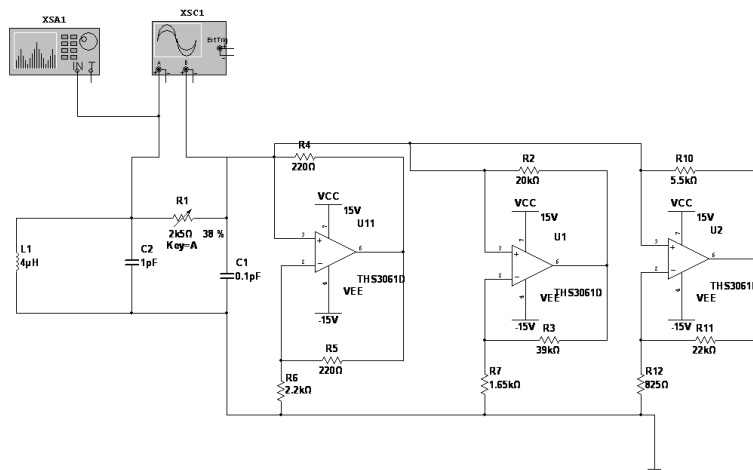 XSC1
XSA1
Ext Trig
IN T
A B
R4
220Ω
R2
20kΩ
R10
5.5kΩ
R1
2k5Ω 38 %
Key=A
VCC
15V
U11
VCC
15V
U1
VCC
15V
U2
L1
4µH
C2
1pF
C1
0.1pF
THS3061D
VEE
-15V
THS3061D
VEE
-15V
THS3061D
VEE
-15V
R5
220Ω
R3
39kΩ
R11
22kΩ
R6
2.2kΩ
R7
1.65kΩ
R12
825Ω